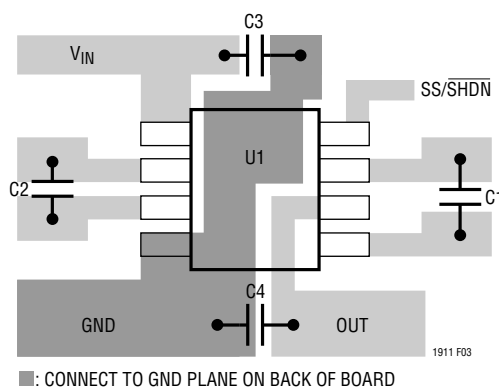 C3
VIN
SS/SHDN
U1
C2
C1
C4
GND
OUT
1911 F03
: CONNECT TO GND PLANE ON BACK OF BOARD